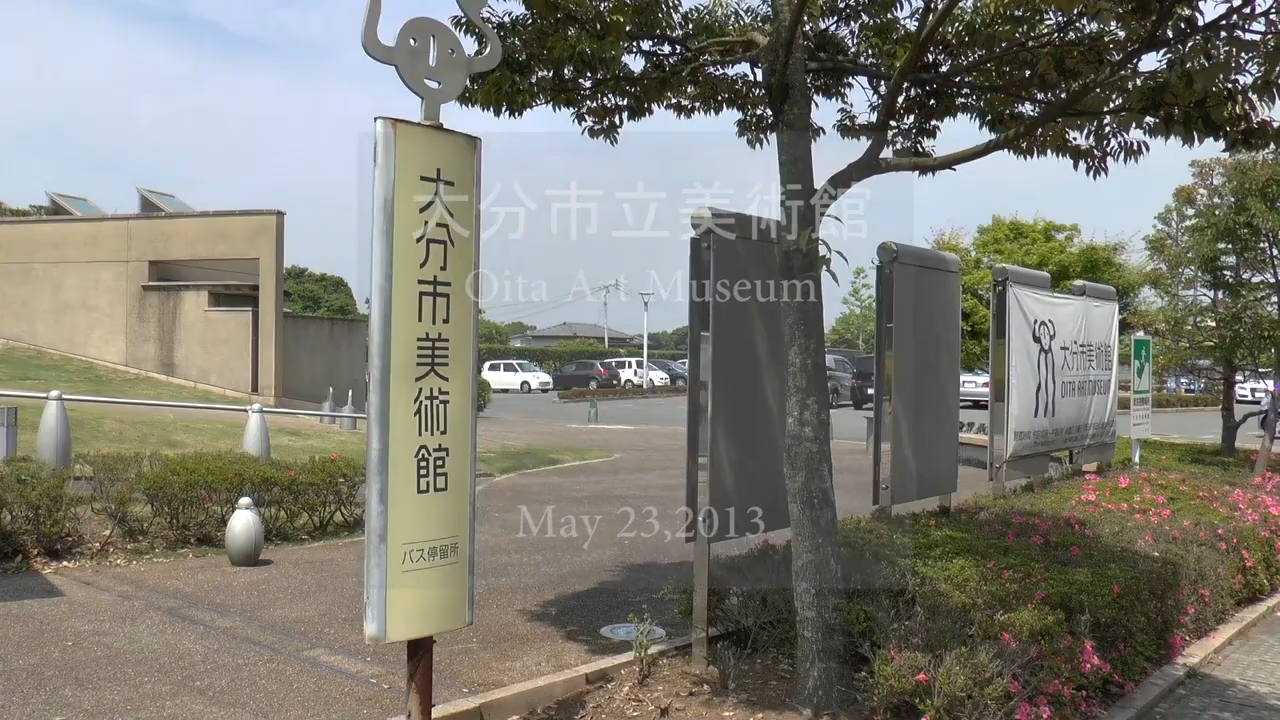 大分市美術館
バス停留所
大分市立美術館
Oita Art Museum
May 23,2013
大分市美術館
OITA ART MUSEUM